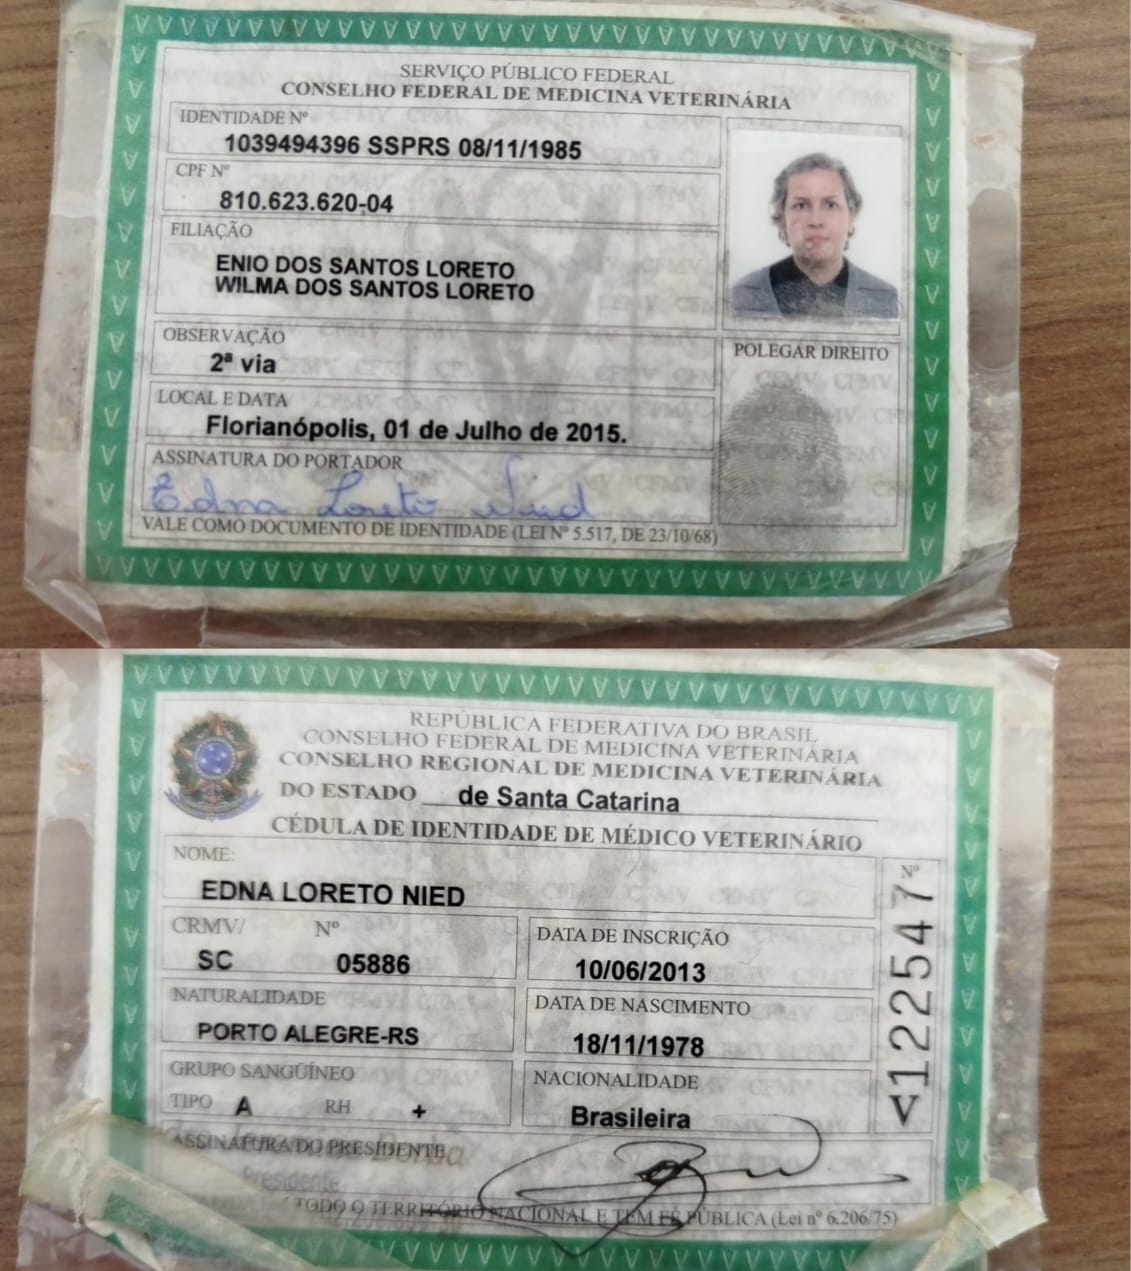 SERVIÇO PÚBLICO FEDERAL
CONSELHO FEDERAL DE MEDICINA VETERINÁRIA
IDENTIDADE Nº
1039494396 SSPRS 08/11/1985
CPF Nº
810.623.620-04
FILIAÇÃO
ENIO DOS SANTOS LORETO
WILMA DOS SANTOS LORETO
OBSERVAÇÃO
2ª via
LOCAL E DATA
Florianópolis, 01 de Julho de 2015.
ASSINATURA DO PORTADOR
Edna Loreto Nied
VALE COMO DOCUMENTO DE IDENTIDADE (LEI Nº 5.517, DE 23/10/68)
POLEGAR DIREITO
REPÚBLICA FEDERATIVA DO BRASIL
CONSELHO FEDERAL DE MEDICINA VETERINÁRIA
CONSELHO REGIONAL DE MEDICINA VETERINÁRIA
DO ESTADO de Santa Catarina
CÉDULA DE IDENTIDADE DE MÉDICO VETERINÁRIO
NOME:
EDNA LORETO NIED
CRMV/ Nº
SC 05886
DATA DE INSCRIÇÃO
10/06/2013
NATURALIDADE
PORTO ALEGRE-RS
DATA DE NASCIMENTO
18/11/1978
GRUPO SANGÜÍNEO
TIPO A RH +
NACIONALIDADE
Brasileira
Nº
<122547
ASSINATURA DO PRESIDENTE
Presidente
TODO O TERRITÓRIO NACIONAL E TEM FÉ PÚBLICA (Lei nº 6.206/75)